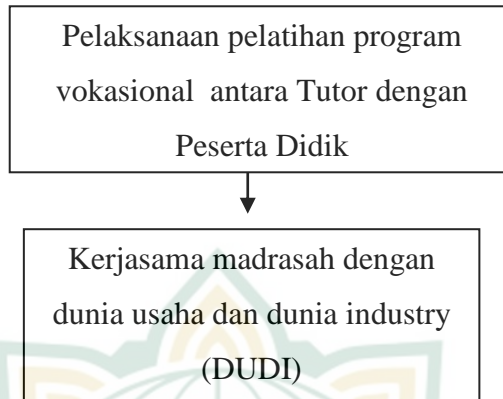 Pelaksanaan pelatihan program
vokasional antara Tutor dengan
Peserta Didik
Kerjasama madrasah dengan
dunia usaha dan dunia industry
(DUDI)